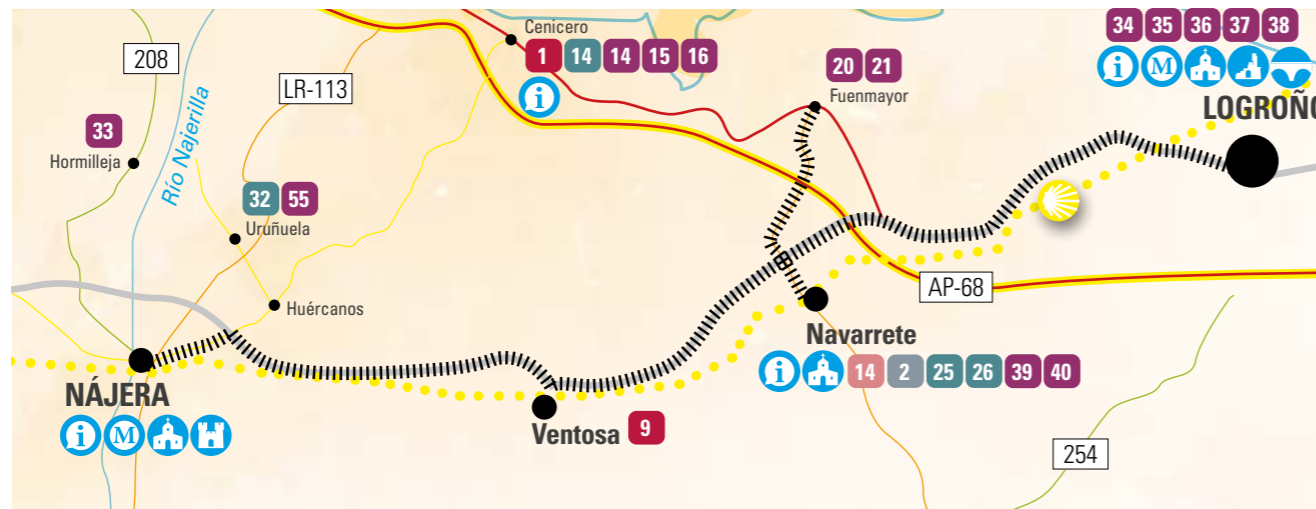 34 35 36 37 38
i M
LOGROÑO
Cenicero
1 14 14 15 16
i
20 21
Fuenmayor
208
LR-113
33
Hormilleja
Río Najerilla
32 55
Uruñuela
Huércanos
AP-68
NÁJERA
i M
Ventosa 9
Navarrete
i 14 2 25 26 39 40
254